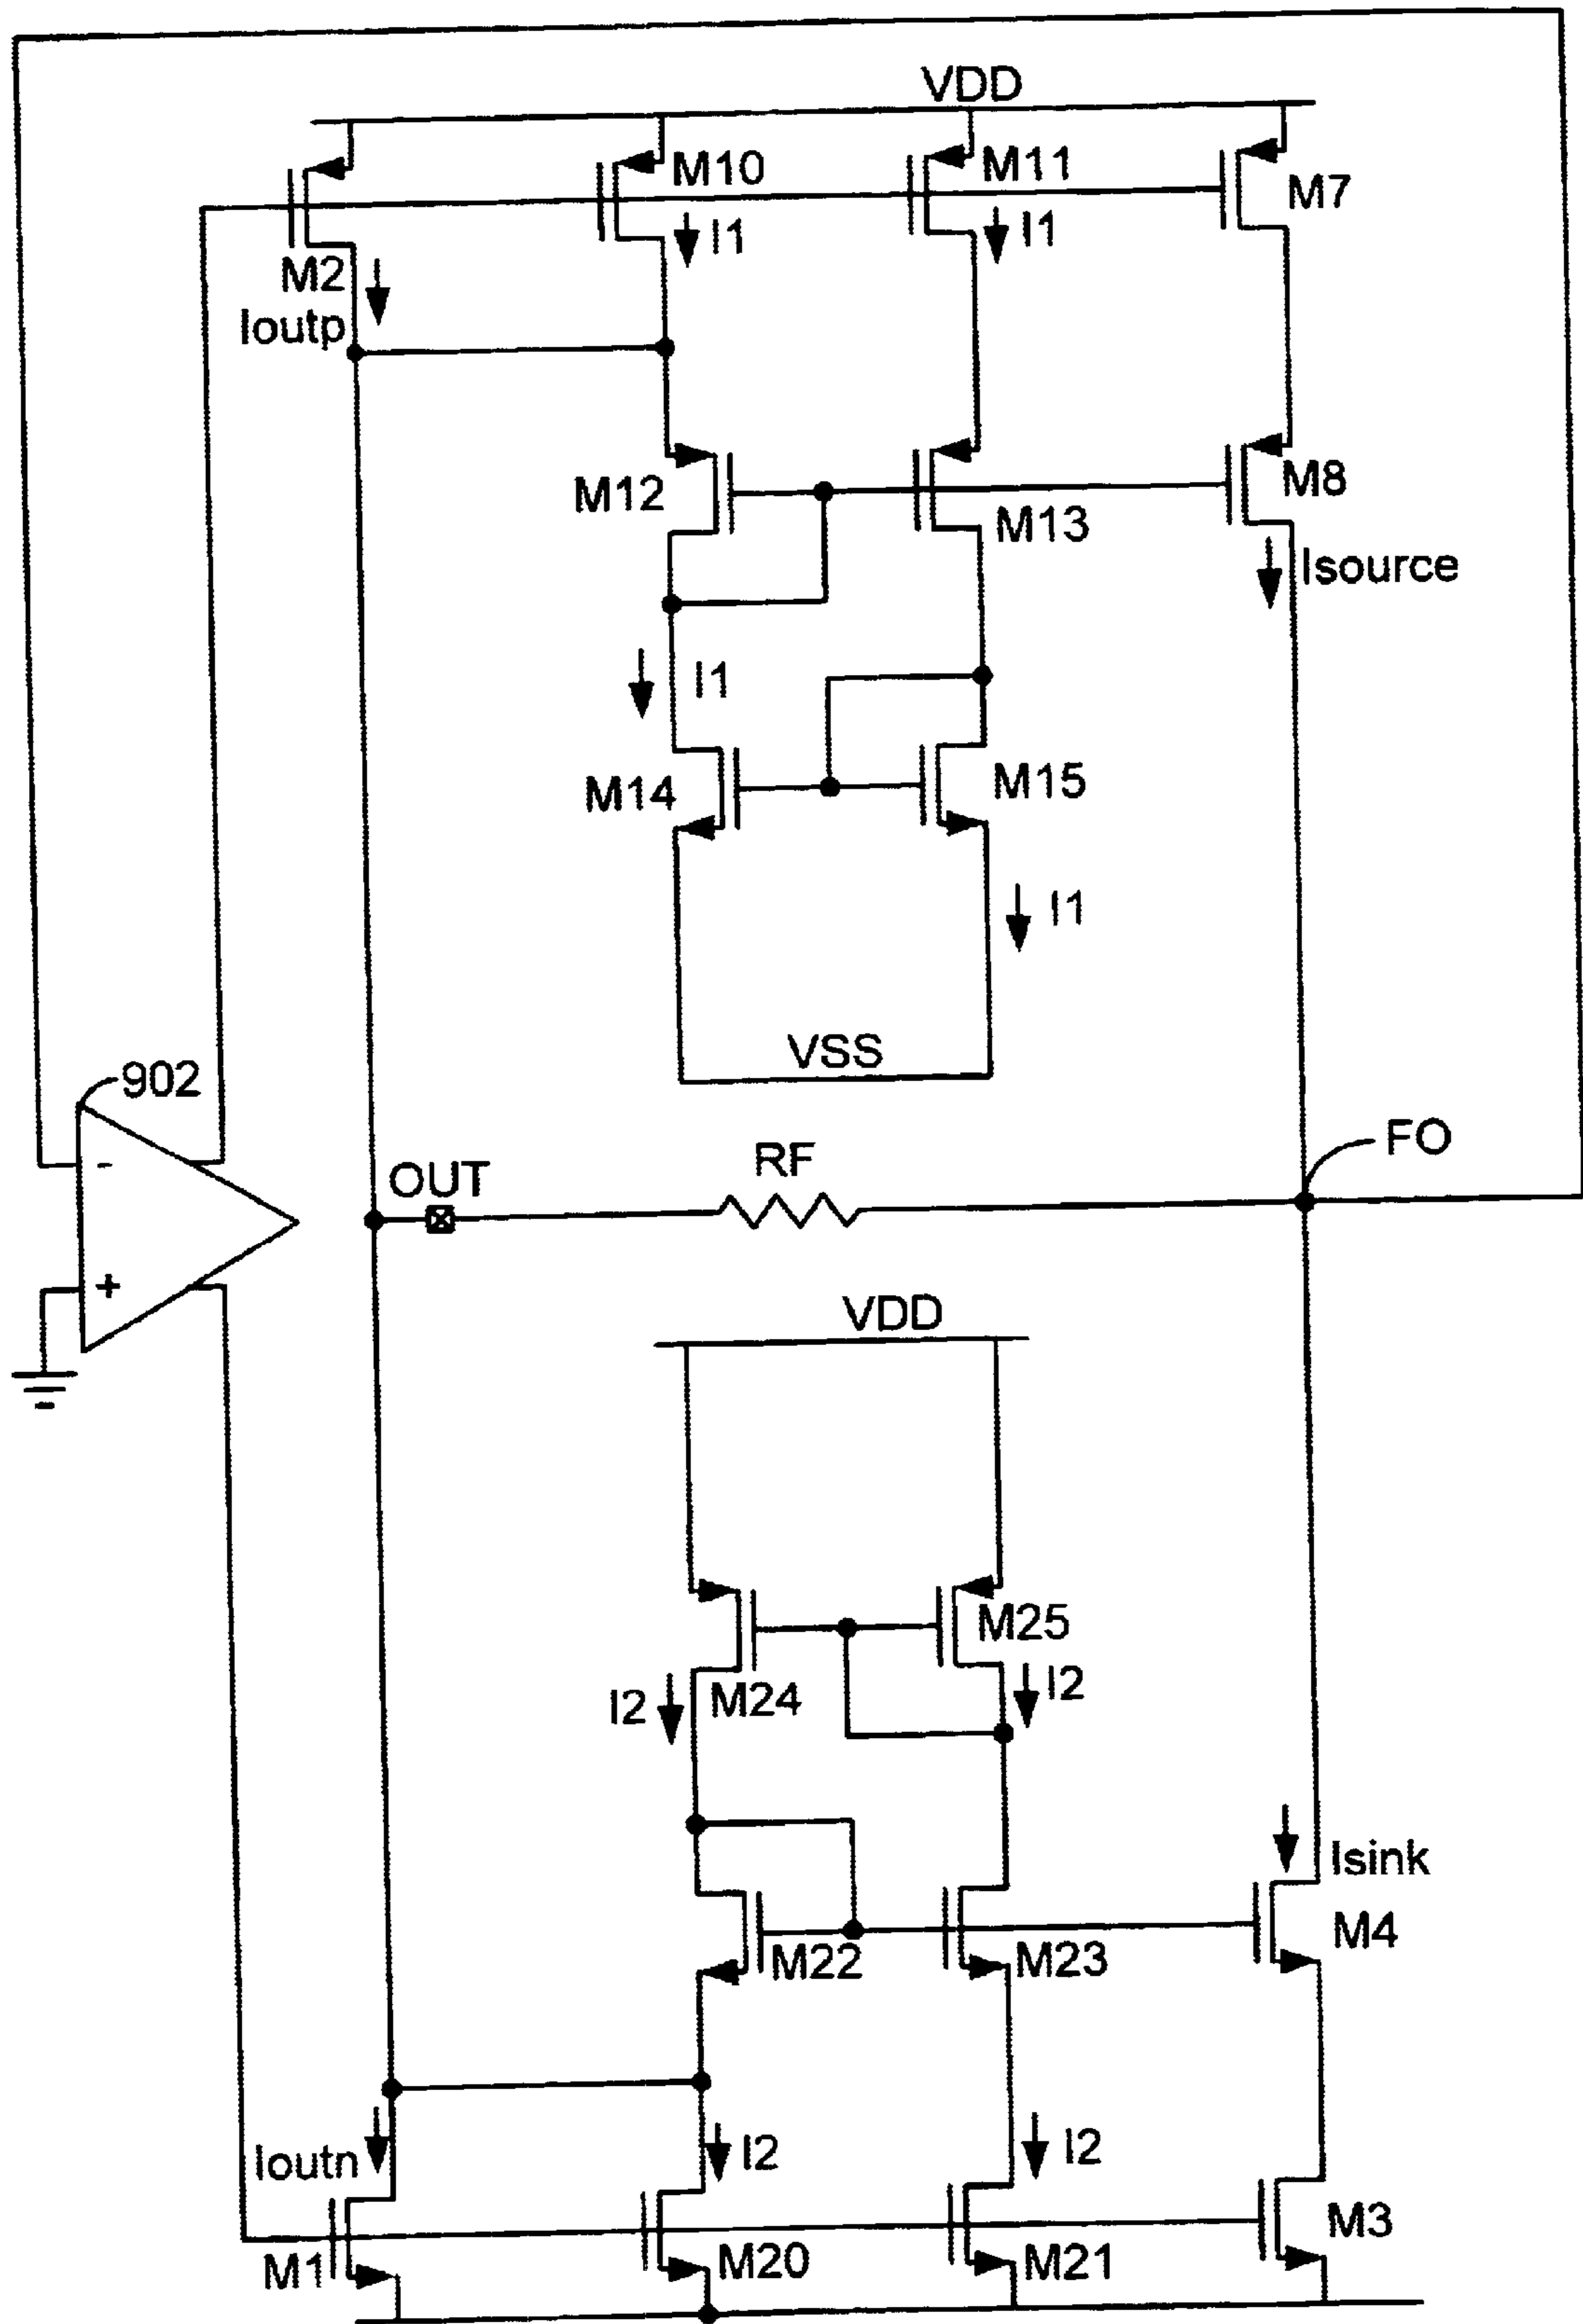 VDD
M10
M11
M7
I1
I1
M2
Ioutp
M12
M13
M8
Isource
I1
M14
M15
I1
VSS
902
-
+
OUT
RF
FO
VDD
M25
I2
M24
I2
Isink
M22
M23
M4
Ioutn
I2
I2
M1
M20
M21
M3